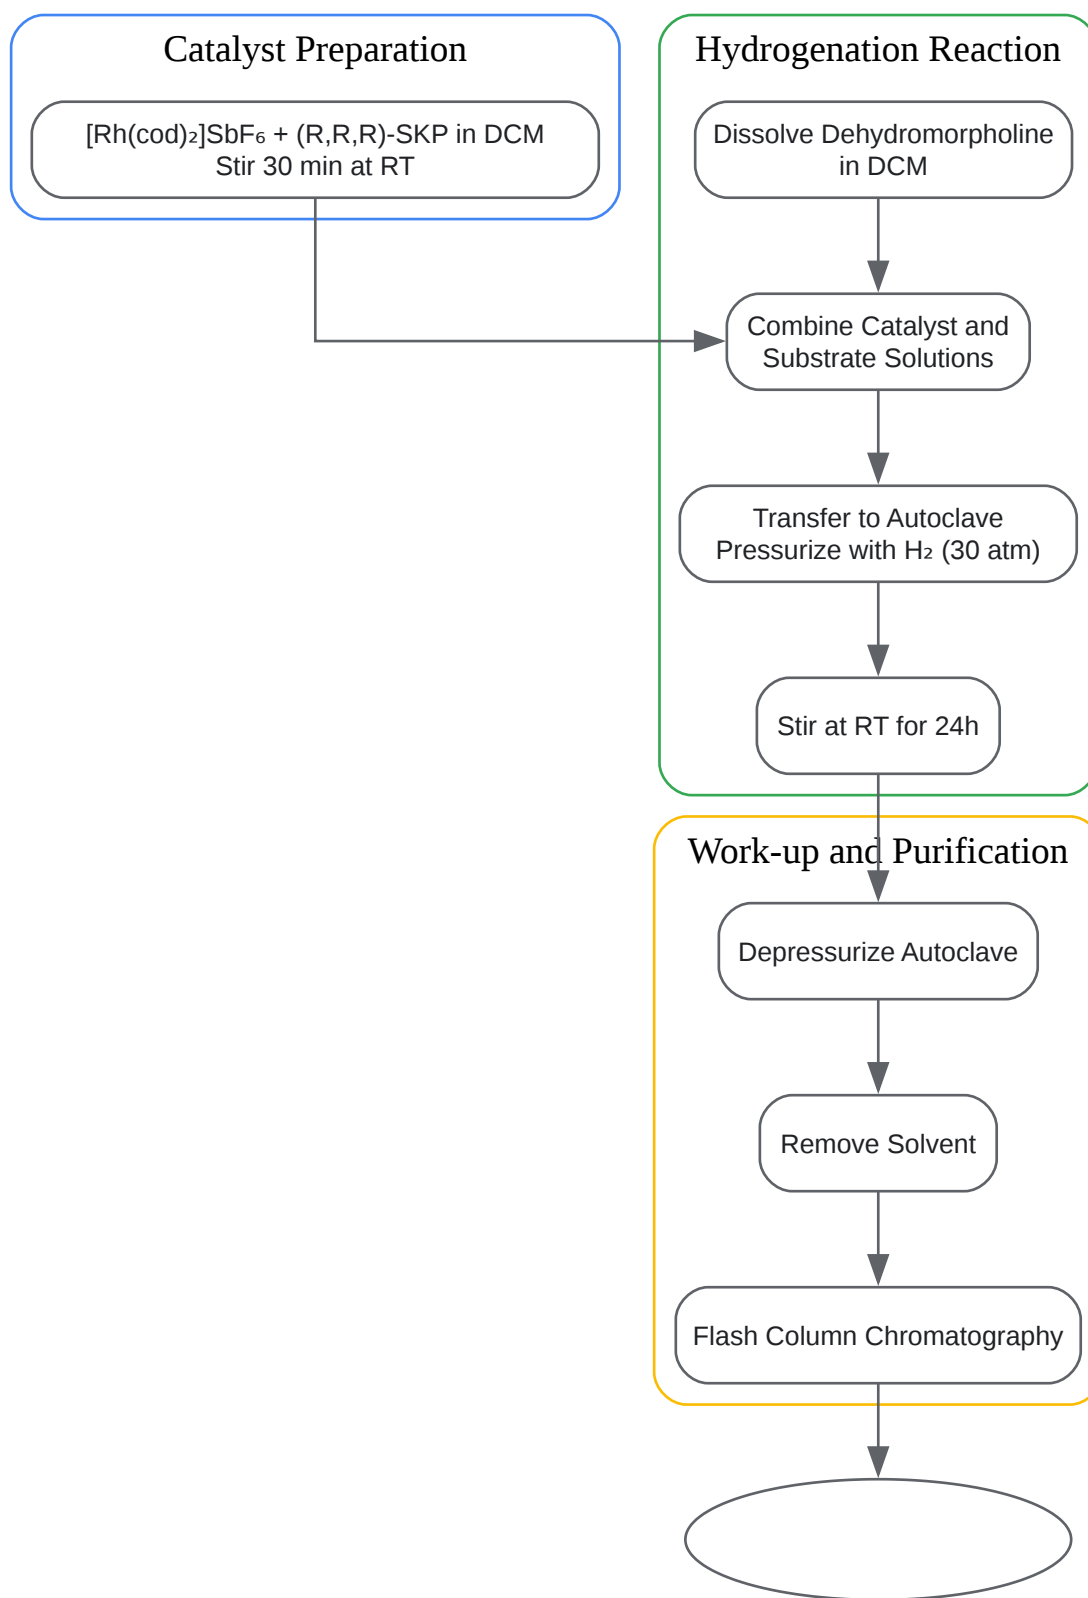 Catalyst Preparation
[Rh(cod)₂]SbF₆ + (R,R,R)-SKP in DCM
Stir 30 min at RT
Hydrogenation Reaction
Dissolve Dehydromorpholine
in DCM
Combine Catalyst and
Substrate Solutions
Transfer to Autoclave
Pressurize with H₂ (30 atm)
Stir at RT for 24h
Work-up and Purification
Depressurize Autoclave
Remove Solvent
Flash Column Chromatography